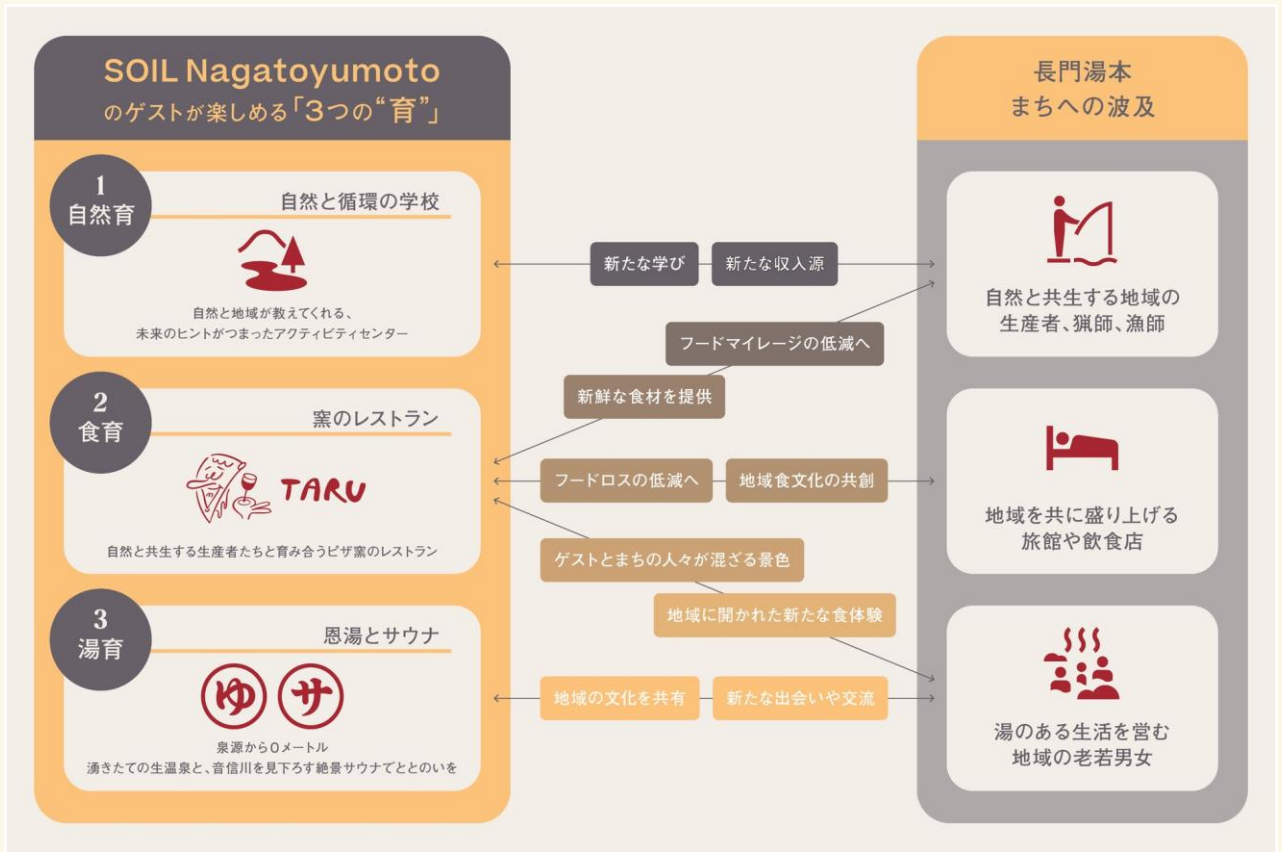 SOIL Nagatoyumoto
のゲストが楽しめる「3つの“育”」
1
自然育
自然と循環の学校
自然と地域が教えてくれる、
未来のヒントがつまったアクティビティセンター
2
食育
窯のレストラン
TARU
自然と共生する生産者たちと育み合うピザ窯のレストラン
3
湯育
恩湯とサウナ
ゆ サ
泉源から0メートル
湧きたての生温泉と、音信川を見下ろす絶景サウナでととのいを
新たな学び 新たな収入源
フードマイレージの低減へ
新鮮な食材を提供
フードロスの低減へ 地域食文化の共創
ゲストとまちの人々が混ざる景色
地域に開かれた新たな食体験
地域の文化を共有 新たな出会いや交流
長門湯本
まちへの波及
自然と共生する地域の
生産者、猟師、漁師
地域を共に盛り上げる
旅館や飲食店
湯のある生活を営む
地域の老若男女